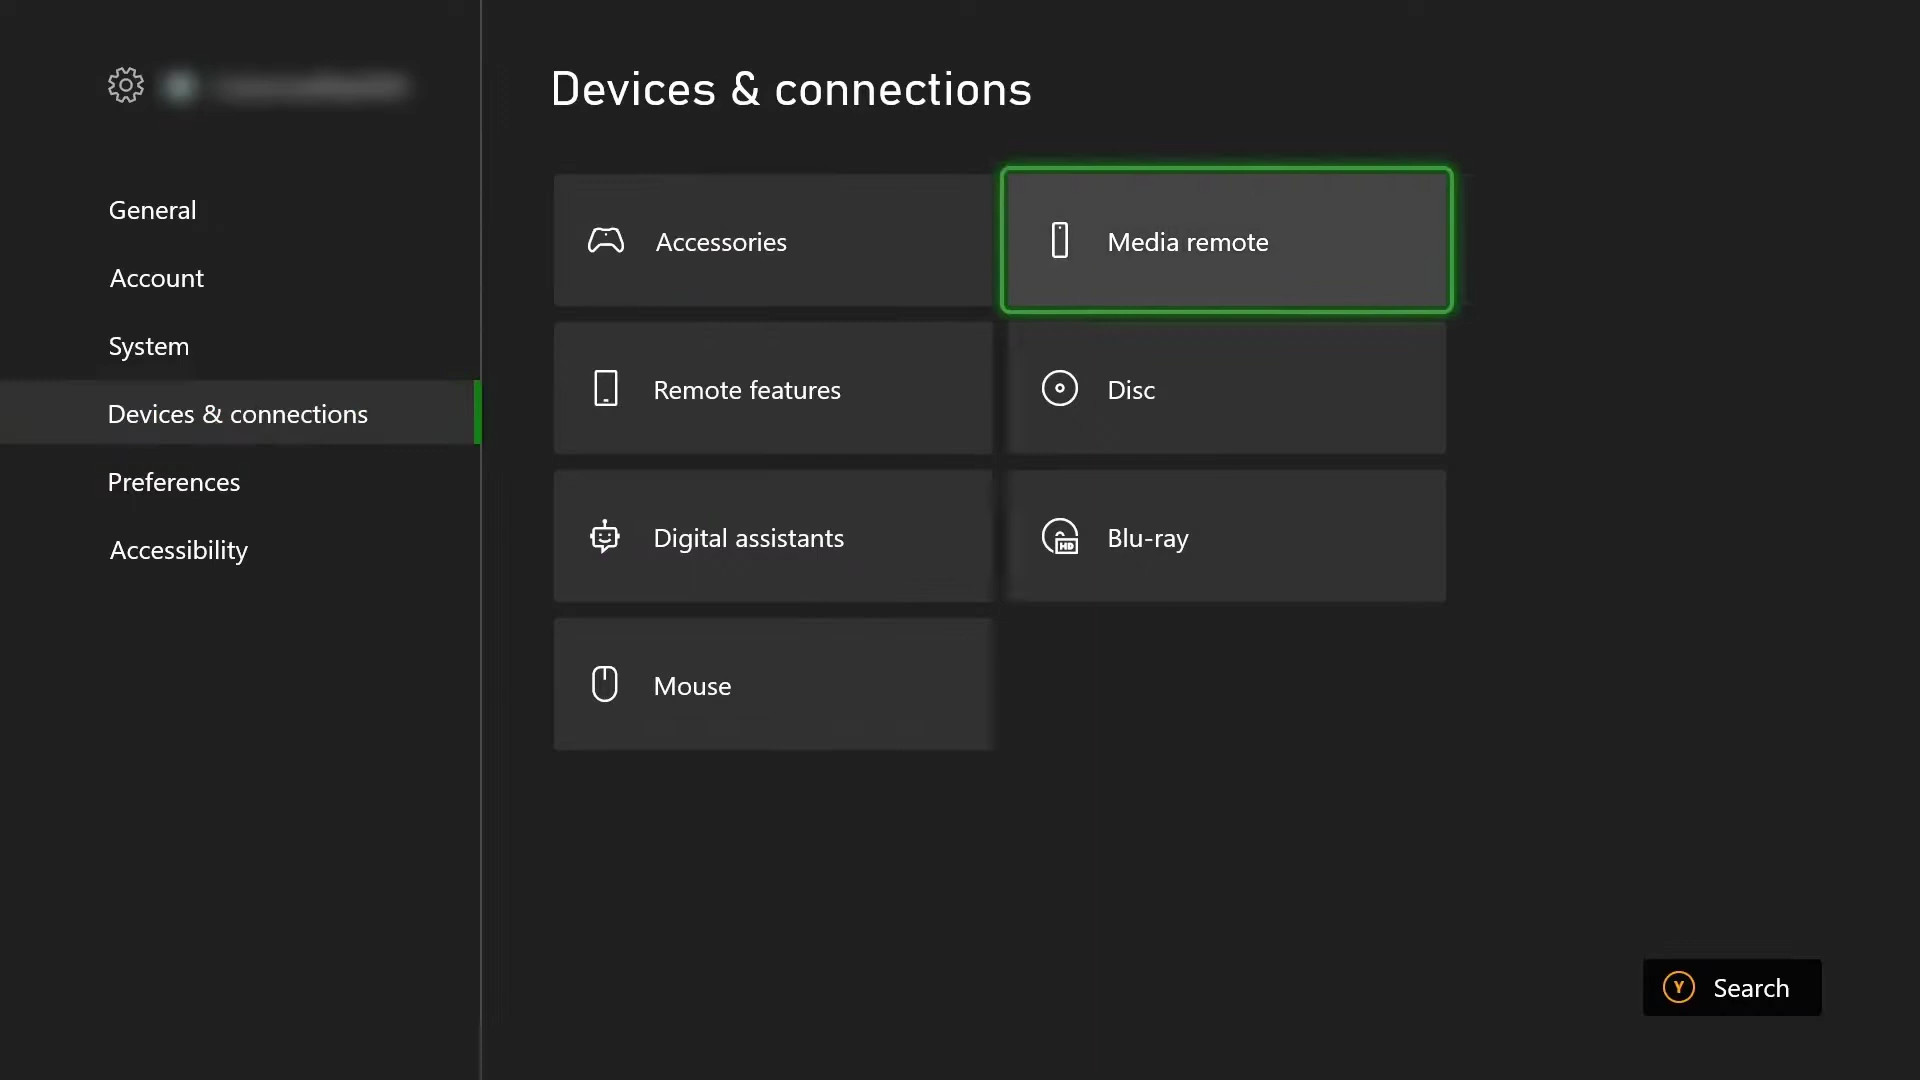 Devices & connections
General
Account
System
Devices & connections
Preferences
Accessibility
Accessories
Media remote
Remote features
Disc
Digital assistants
HD
Blu-ray
Mouse
Y Search